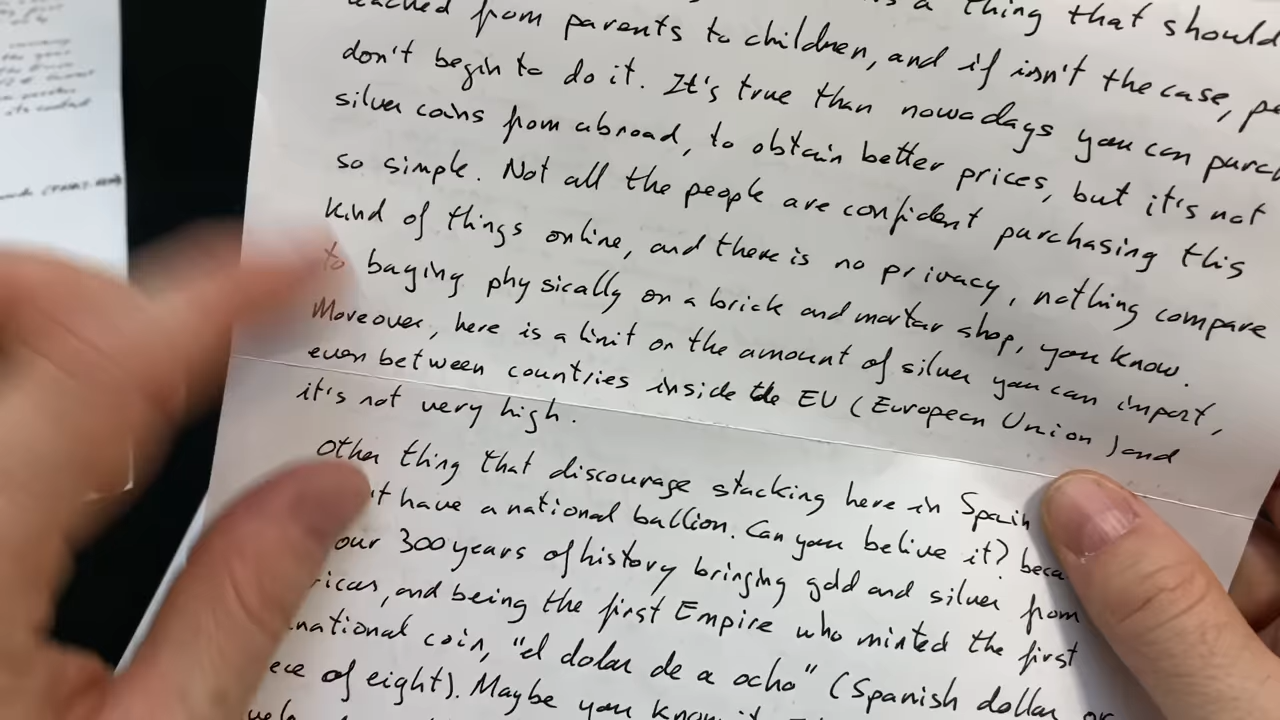 a thing that should
from parents to children, and if isn't the case,
don't begin to do it. It's true than nowadays you can
silver coins from abroad, to obtain better prices, but it's not
so simple. Not all the people are confident purchasing this
kind of things online, and there is no privacy, nothing compare
to buging physically on a brick and mortar shop, you know.
Moreover, here is a limit on the amount of silver you can import,
even between countries inside the EU (European Union) and
it's not very high.
Other thing that discourage stacking here in Spain
have a national bullion. Can you belive it?
our 300 years of history bringing gold and silver from
and being the first Empire who minted the first
coin, "el dolar de a ocho" (Spanish dollar or
of eight). Maybe you know it.